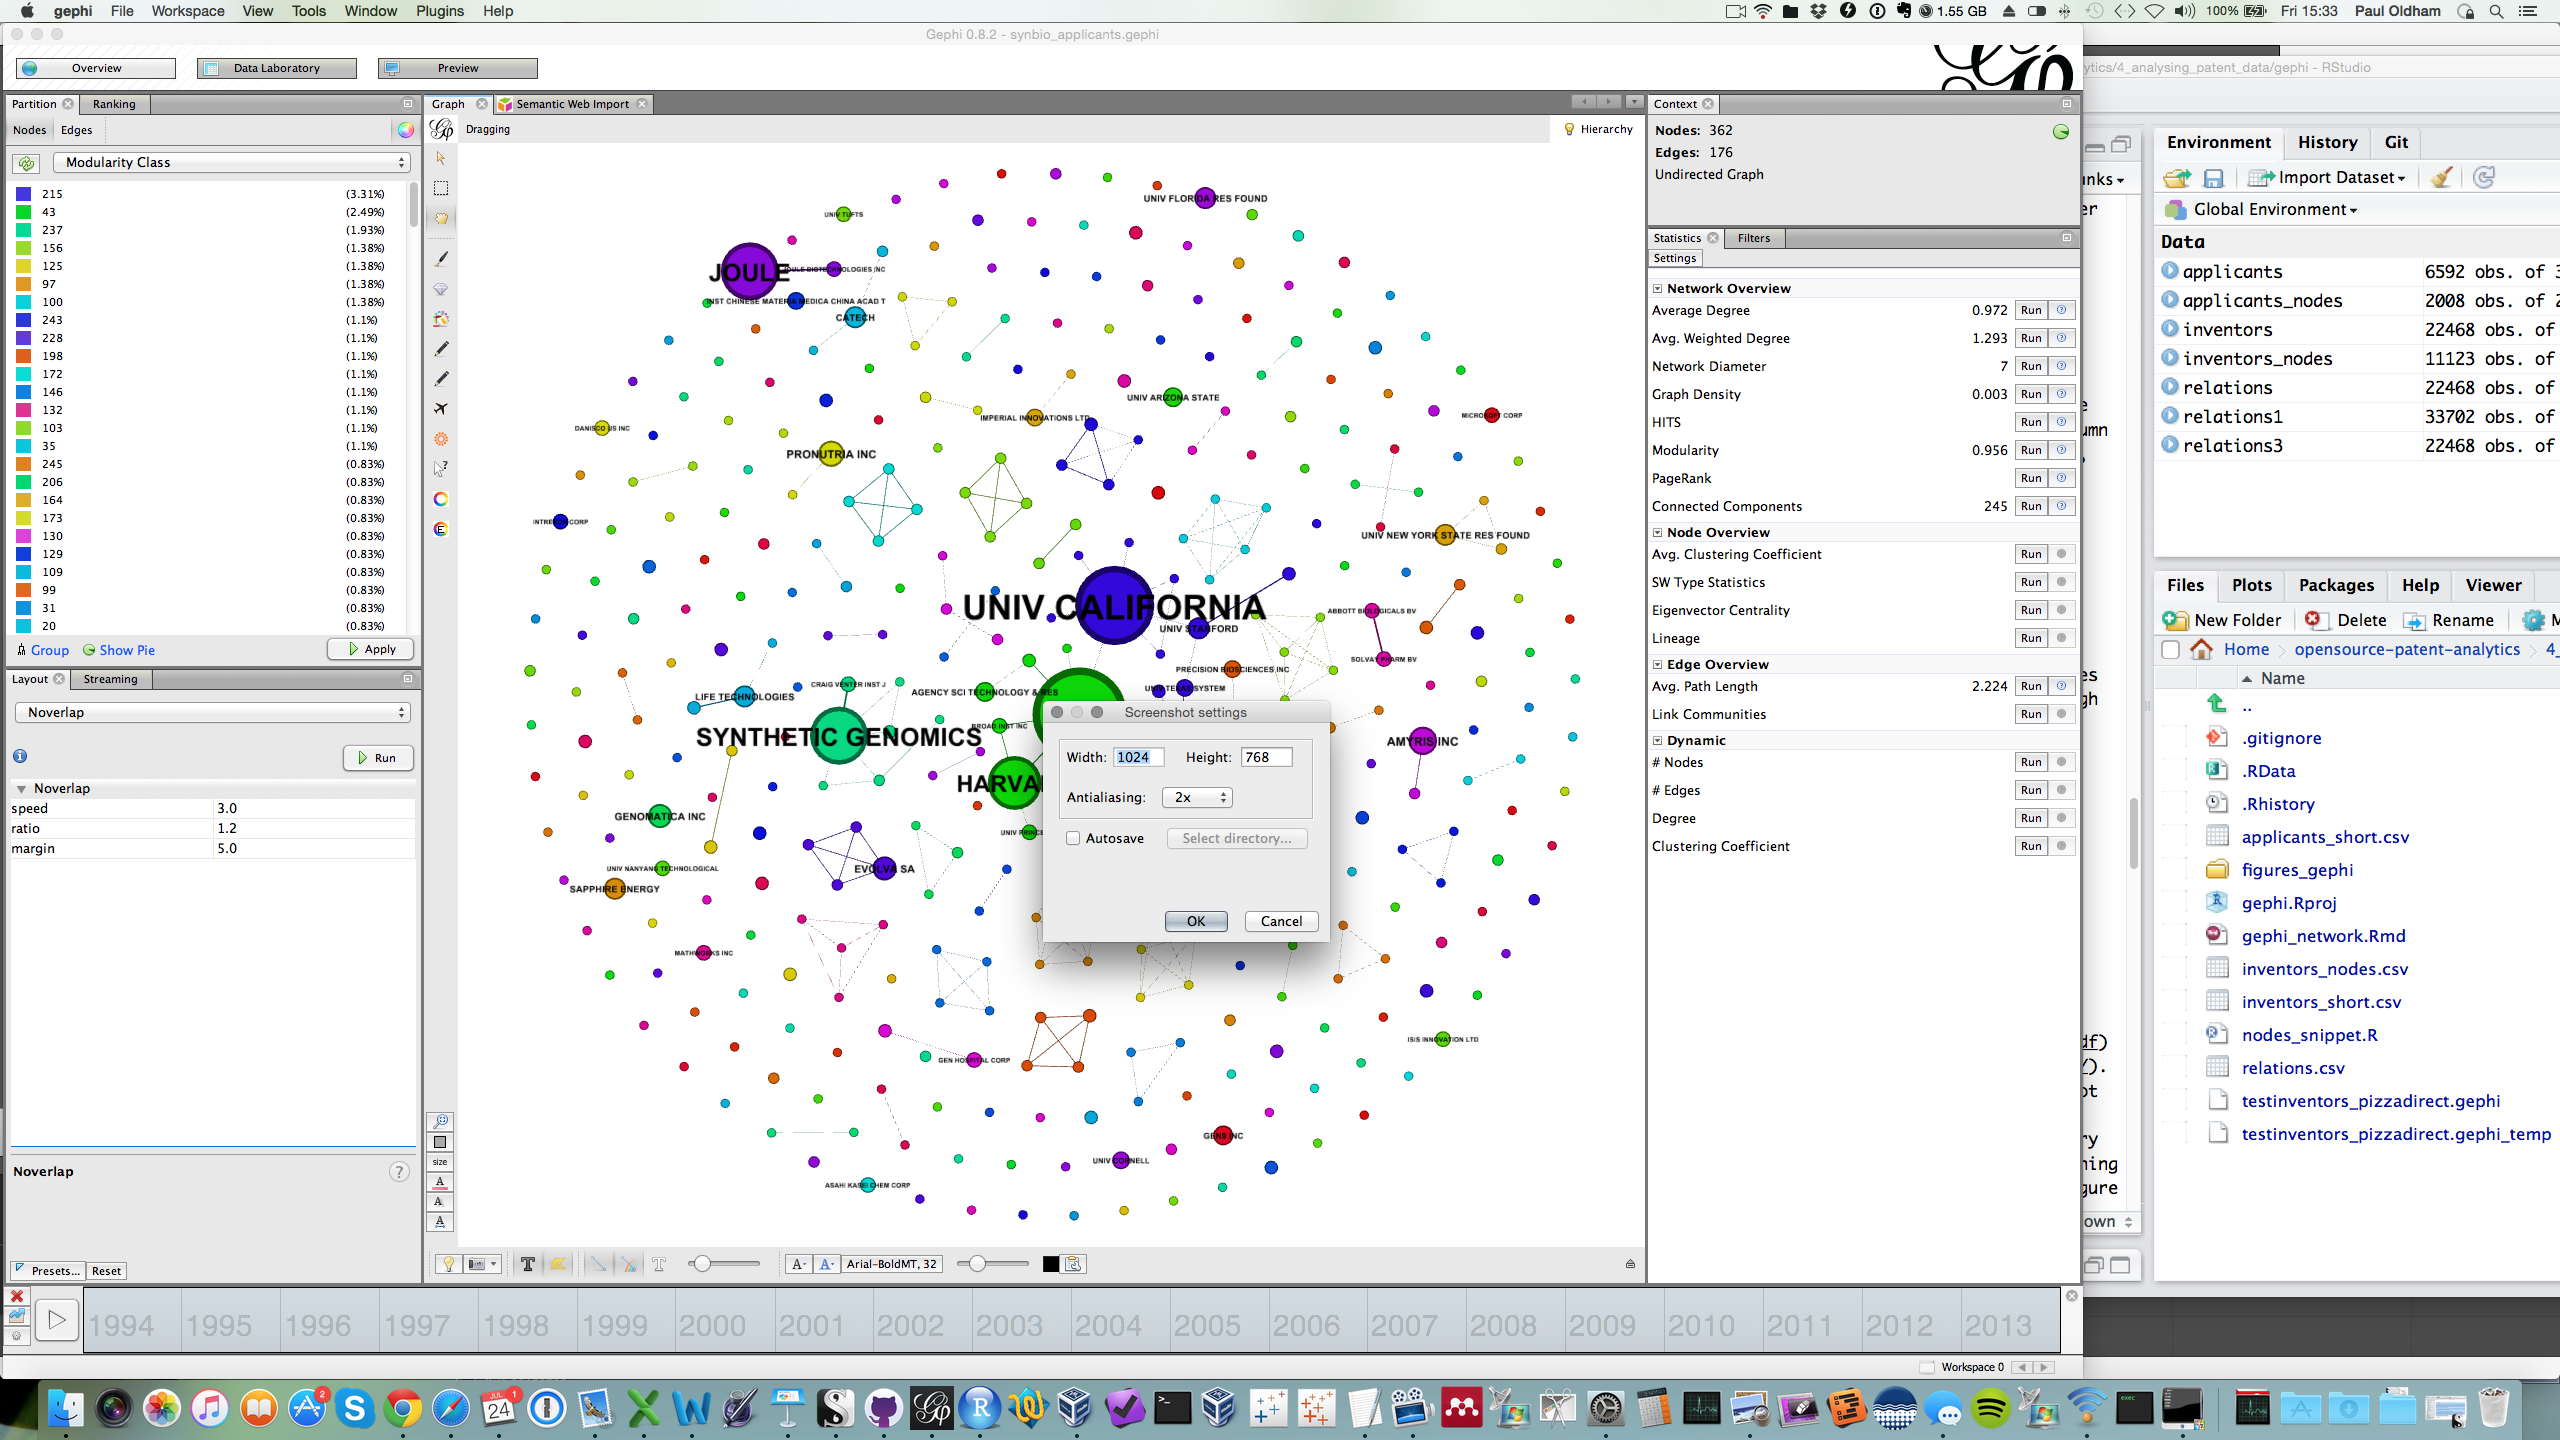 gephi File Workspace View Tools Window Plugins Help
1.55 GB 100% Fri 15:33 Paul Oldham
Gephi 0.8.2 - synbio_applicants.gephi
Overview Data Laboratory Preview
ytics/4_analysing_patent_data/gephi - RStudio
Partition Ranking
Nodes Edges
Modularity Class
215 (3.31%)
43 (2.49%)
237 (1.93%)
156 (1.38%)
125 (1.38%)
97 (1.38%)
100 (1.38%)
243 (1.1%)
228 (1.1%)
198 (1.1%)
172 (1.1%)
146 (1.1%)
132 (1.1%)
103 (1.1%)
35 (1.1%)
245 (0.83%)
206 (0.83%)
164 (0.83%)
173 (0.83%)
130 (0.83%)
129 (0.83%)
109 (0.83%)
99 (0.83%)
31 (0.83%)
20 (0.83%)
Group Show Pie Apply
Layout Streaming
Noverlap
Run
Noverlap
speed 3.0
ratio 1.2
margin 5.0
Noverlap
?
Presets... Reset
Graph Semantic Web Import
Dragging Hierarchy
UNIV FLORIDA RES FOUND
UNIV TUFTS
JOULE
JOULE BIOTECHNOLOGIES INC
INST CHINESE MATERIA MEDICA CHINA ACAD T
CATECH
UNIV ARIZONA STATE
IMPERIAL INNOVATIONS LTD
MICROSOFT CORP
DANISCO US INC
PRONUTRIA INC
INTREXON CORP
UNIV NEW YORK STATE RES FOUND
UNIV CALIFORNIA
ABBOTT BIOLOGICALS BV
UNIV STANFORD
SOLVAY PHARM BV
PRECISION BIOSCIENCES INC
CRAIG VENTER INST J
AGENCY SCI TECHNOLOGY & RES
UNIV TEXAS SYSTEM
LIFE TECHNOLOGIES
BROAD INST INC
SYNTHETIC GENOMICS
AMYRIS INC
HARVA
GENOMATICA INC
UNIV PRINCE
UNIV NANYANG TECHNOLOGICAL
EVOLVA SA
SAPPHIRE ENERGY
MATHWORKS INC
ISIS INNOVATION LTD
GEN HOSPITAL CORP
GEN9 INC
UNIV CORNELL
ASAHI KASEI CHEM CORP
Screenshot settings
Width: 1024 Height: 768
Antialiasing: 2x
Autosave Select directory...
OK Cancel
size
A
A
A
T T A- A- Arial-BoldMT, 32
Context
Nodes: 362
Edges: 176
Undirected Graph
Statistics Filters
Settings
Network Overview
Average Degree 0.972 Run
Avg. Weighted Degree 1.293 Run
Network Diameter 7 Run
Graph Density 0.003 Run
HITS Run
Modularity 0.956 Run
PageRank Run
Connected Components 245 Run
Node Overview
Avg. Clustering Coefficient Run
SW Type Statistics Run
Eigenvector Centrality Run
Lineage Run
Edge Overview
Avg. Path Length 2.224 Run
Link Communities Run
Dynamic
# Nodes Run
# Edges Run
Degree Run
Clustering Coefficient Run
1994 1995 1996 1997 1998 1999 2000 2001 2002 2003 2004 2005 2006 2007 2008 2009 2010 2011 2012 2013
Workspace 0
unks
er
e
umn
es
gh
df)
/).
ot
ry
ning
gure
own
Environment History Git
Import Dataset
Global Environment
Data
applicants 6592 obs. of 3
applicants_nodes 2008 obs. of 2
inventors 22468 obs. of
inventors_nodes 11123 obs. of
relations 22468 obs. of
relations1 33702 obs. of
relations3 22468 obs. of
Files Plots Packages Help Viewer
New Folder Delete Rename M
Home opensource-patent-analytics 4_
Name
..
.gitignore
.RData
.Rhistory
applicants_short.csv
figures_gephi
gephi.Rproj
gephi_network.Rmd
inventors_nodes.csv
inventors_short.csv
nodes_snippet.R
relations.csv
testinventors_pizzadirect.gephi
testinventors_pizzadirect.gephi_temp
2 JUL 24 1 exec